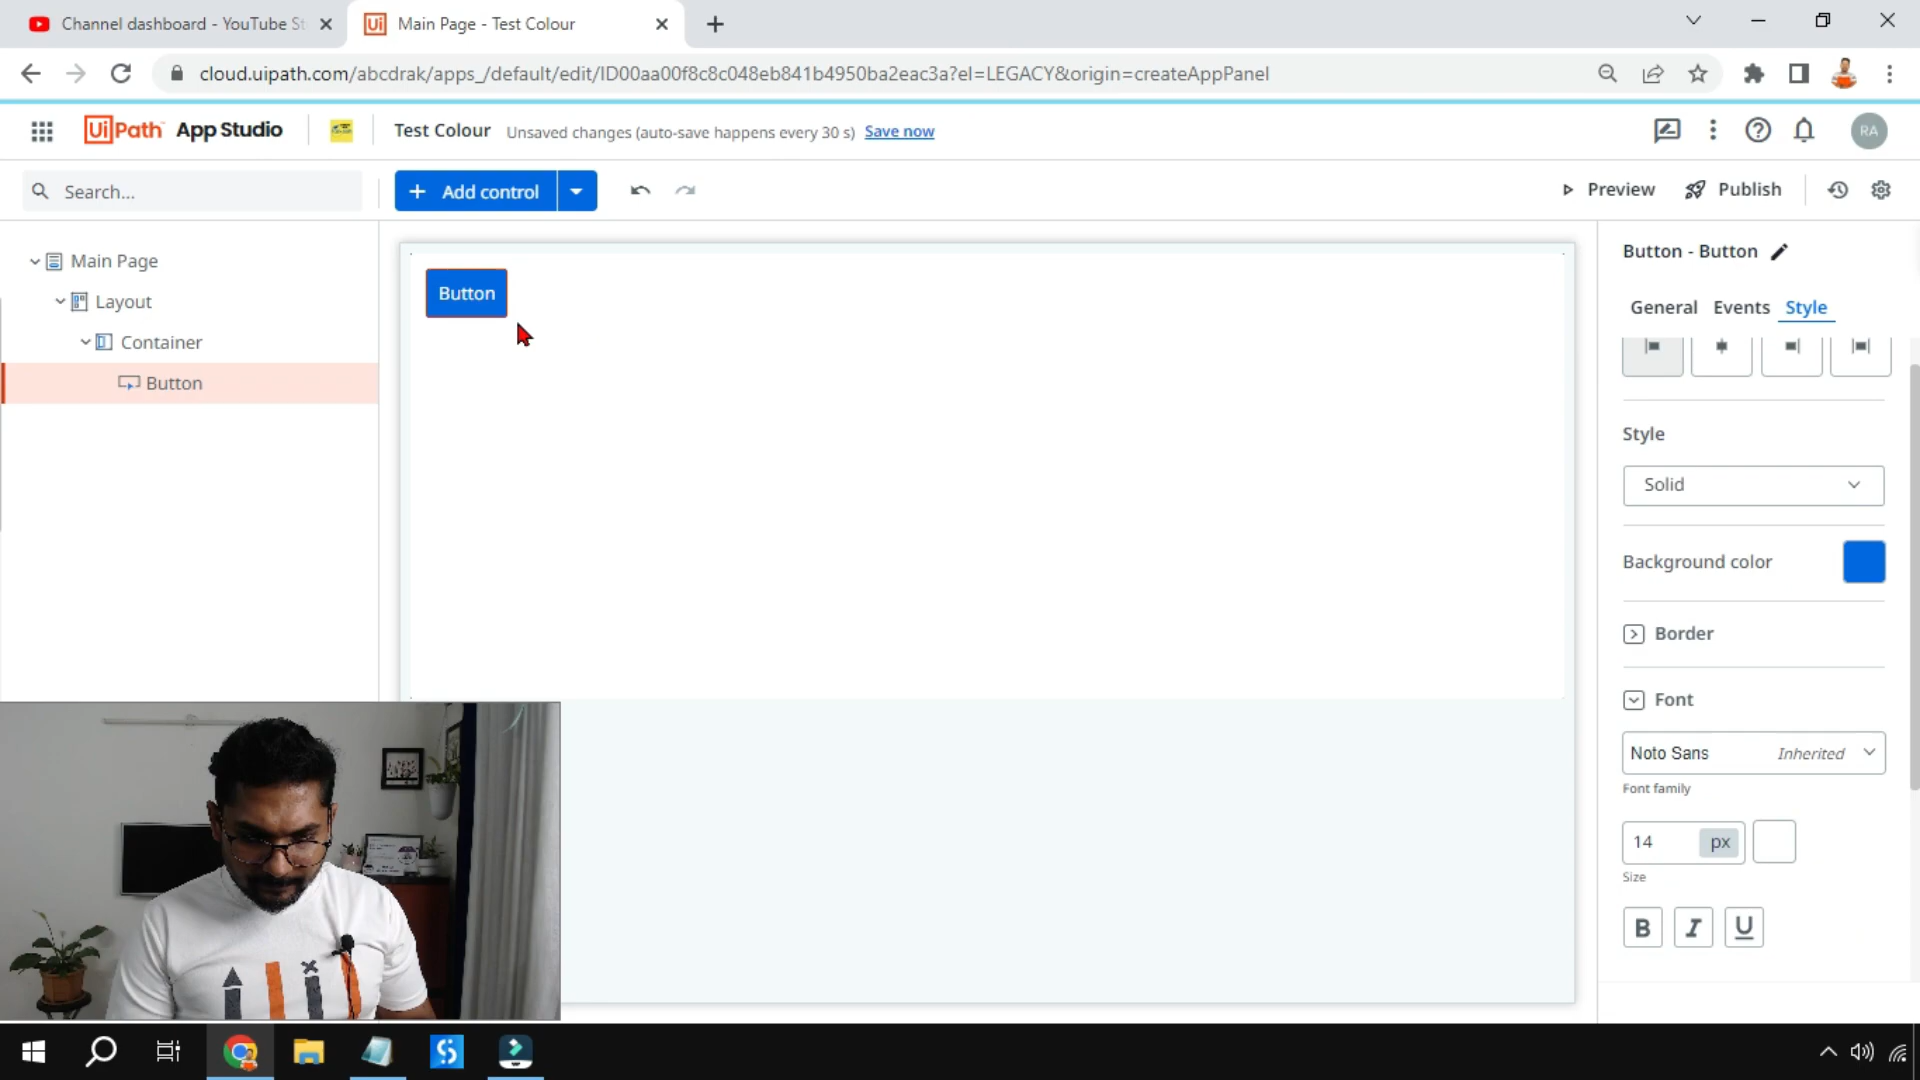 Channel dashboard - YouTube St
Ui Main Page - Test Colour
cloud.uipath.com/abcdrak/apps_/default/edit/ID00aa00f8c8c048eb841b4950ba2eac3a?el=LEGACY&origin=createAppPanel
UiPath App Studio
Test Colour Unsaved changes (auto-save happens every 30 s) Save now
RA
Search...
+ Add control
Preview
Publish
Main Page
Layout
Container
Button
Button
Button - Button
General Events Style
Style
Solid
Background color
Border
Font
Noto Sans Inherited
Font family
14 px
Size
B I U